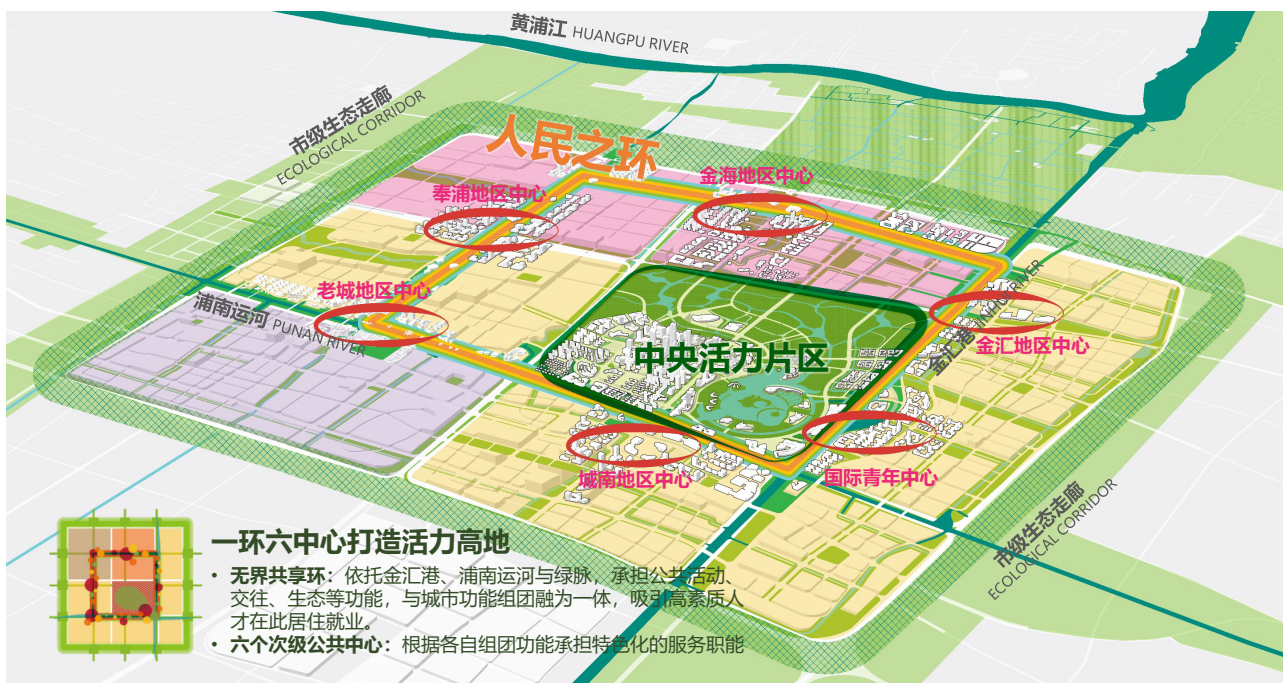 黄浦江 HUANGPU RIVER
市级生态走廊
ECOLOGICAL CORRIDOR
人民之环
金海地区中心
奉浦地区中心
老城地区中心
浦南运河 PUNAN RIVER
中央活力片区
金汇港 JINHUI RIVER
金汇地区中心
城南地区中心
国际青年中心
市级生态走廊
ECOLOGICAL CORRIDOR
一环六中心打造活力高地
• 无界共享环：依托金汇港、浦南运河与绿脉，承担公共活动、
交往、生态等功能，与城市功能组团融为一体，吸引高素质人
才在此居住就业。
• 六个次级公共中心：根据各自组团功能承担特色化的服务职能